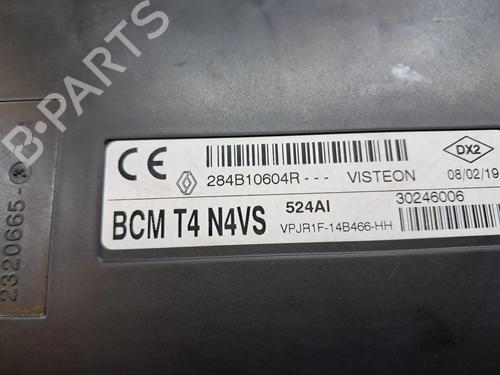 CE
DX2
284B10604R--- VISTEON 08/02/19
BCM T4 N4VS 524AI 30246006
VPJR1F-14B466-HH
2320665-
B-PARTS